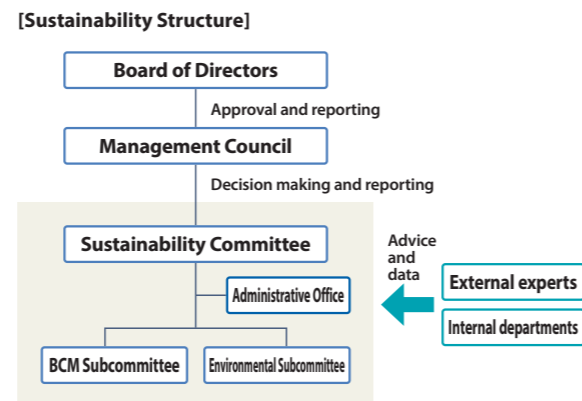 [Sustainability Structure]
Board of Directors
Approval and reporting
Management Council
Decision making and reporting
Sustainability Committee
Advice
and
data
External experts
Administrative Office
Internal departments
BCM Subcommittee
Environmental Subcommittee